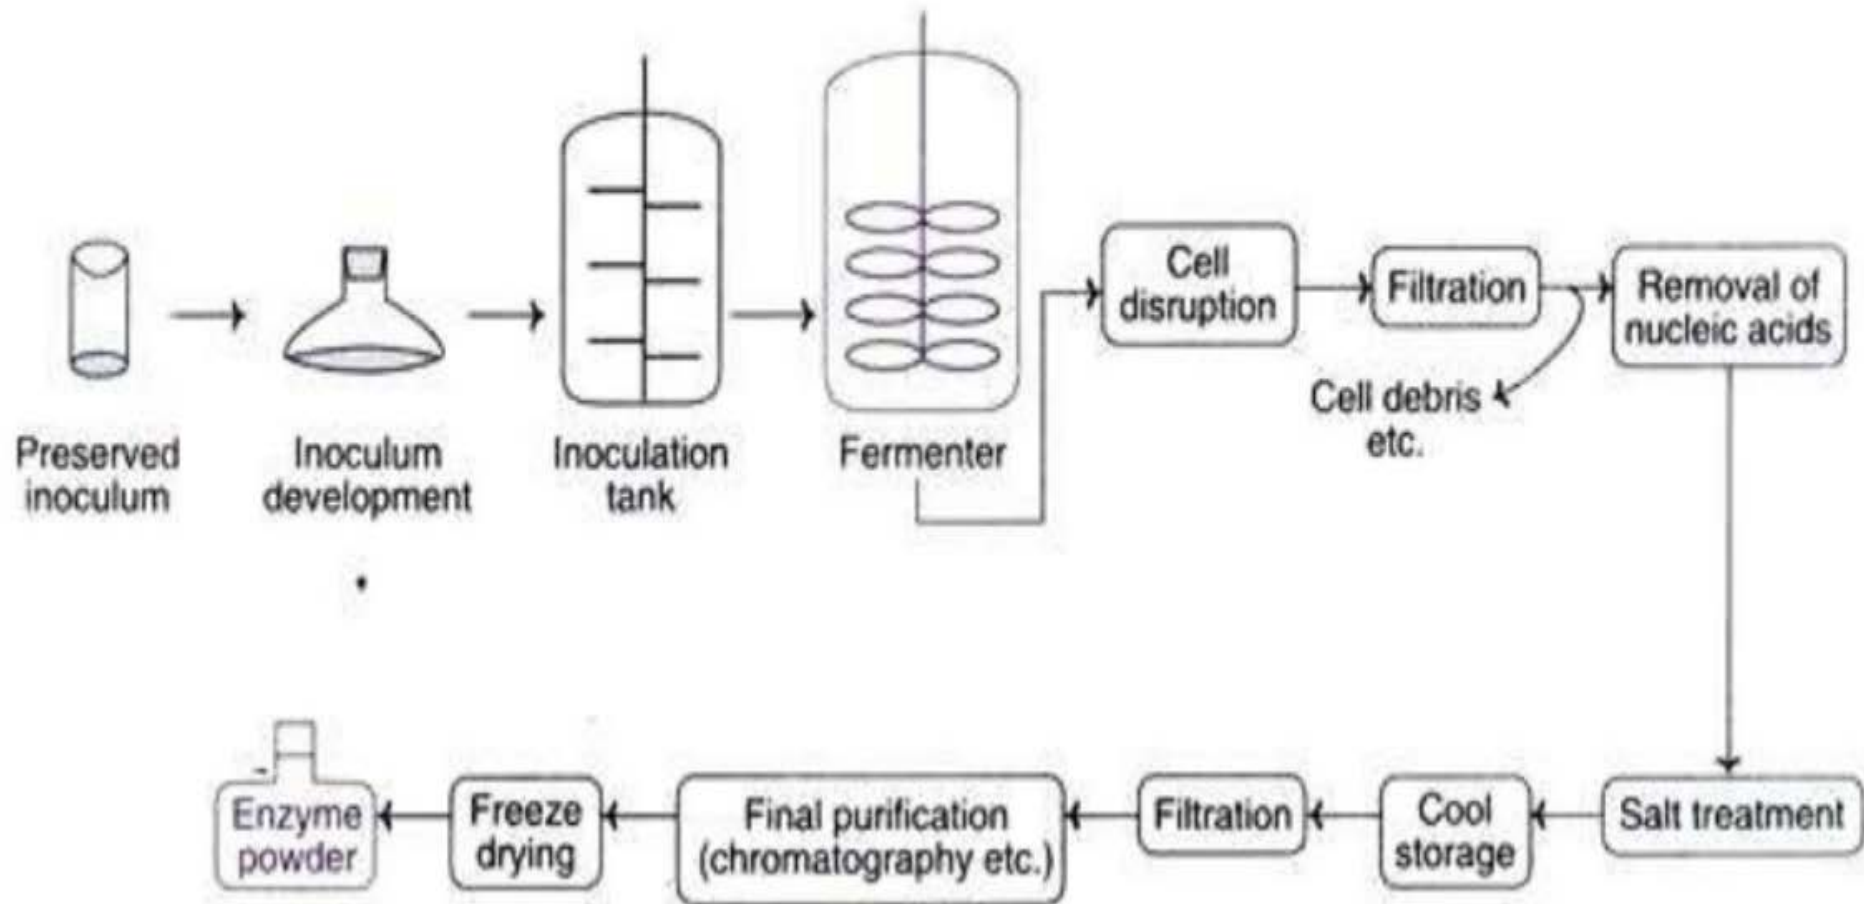 Preserved
inoculum
Inoculum
development
Inoculation
tank
Fermenter
Cell
disruption
Filtration
Cell debris
etc.
Removal of
nucleic acids
Salt treatment
Cool
storage
Filtration
Final purification
(chromatography etc.)
Freeze
drying
Enzyme
powder